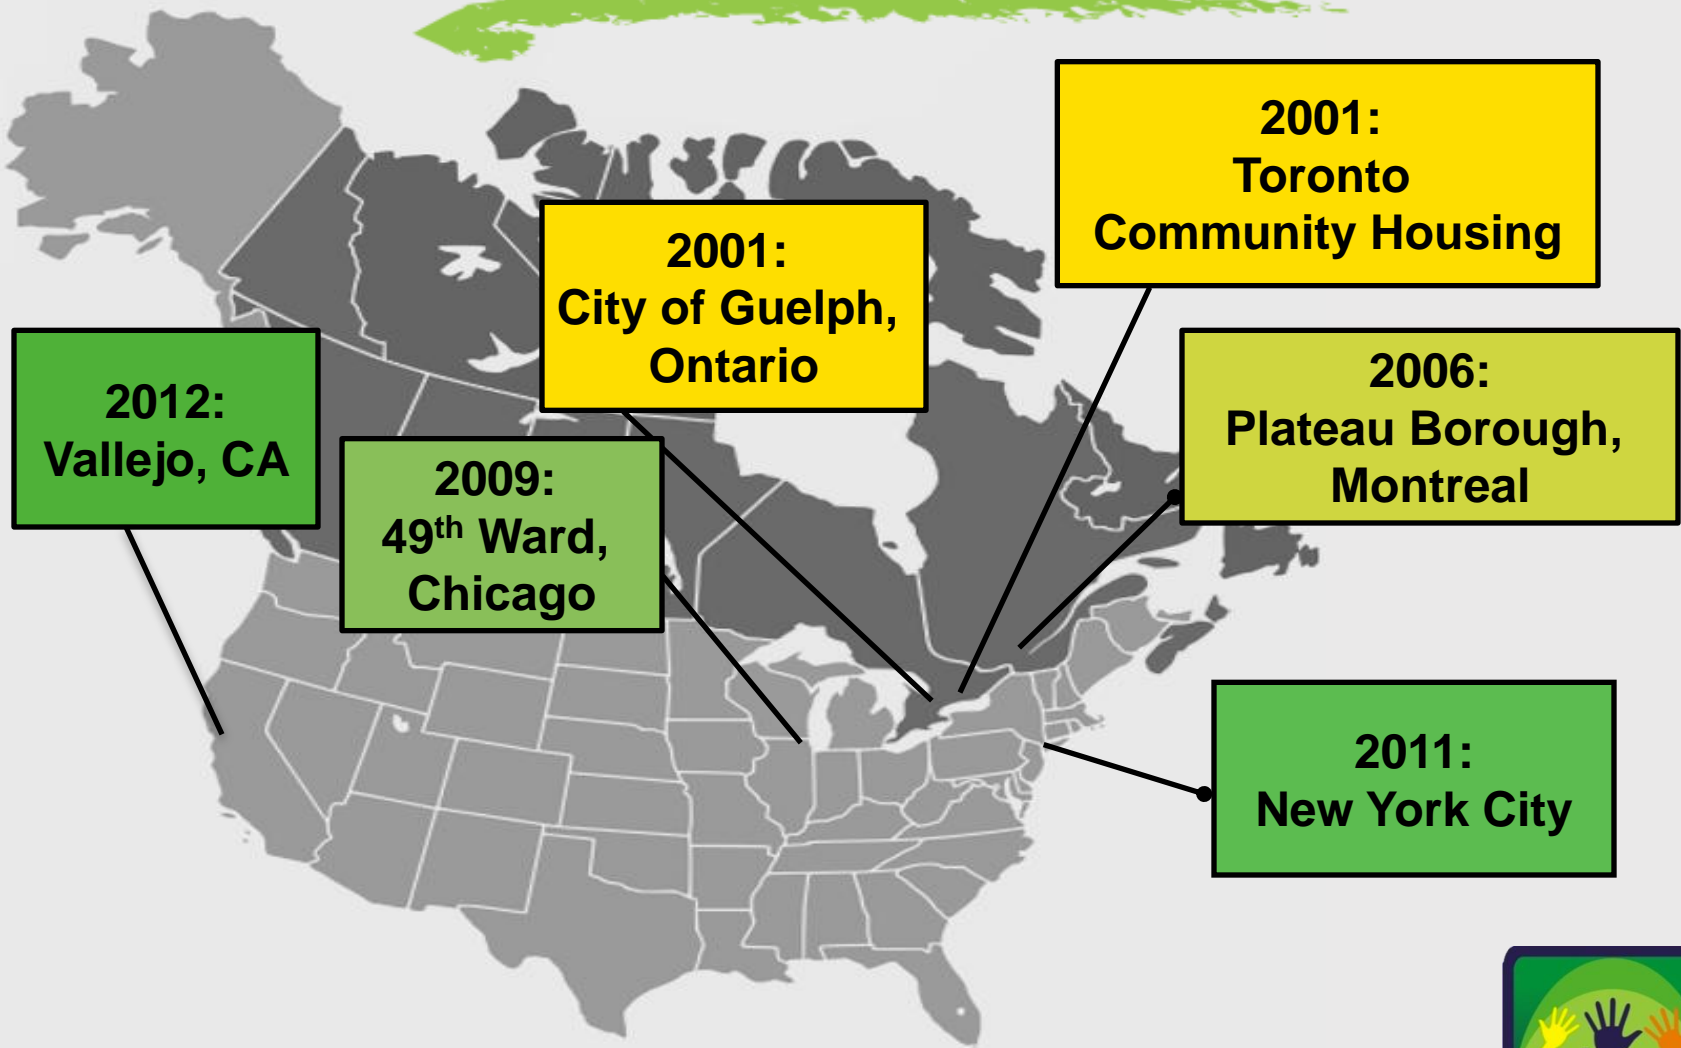 2001:
Toronto
Community Housing
2001:
City of Guelph,
Ontario
2012:
Vallejo, CA
2009:
49th Ward,
Chicago
2006:
Plateau Borough,
Montreal
2011:
New York City